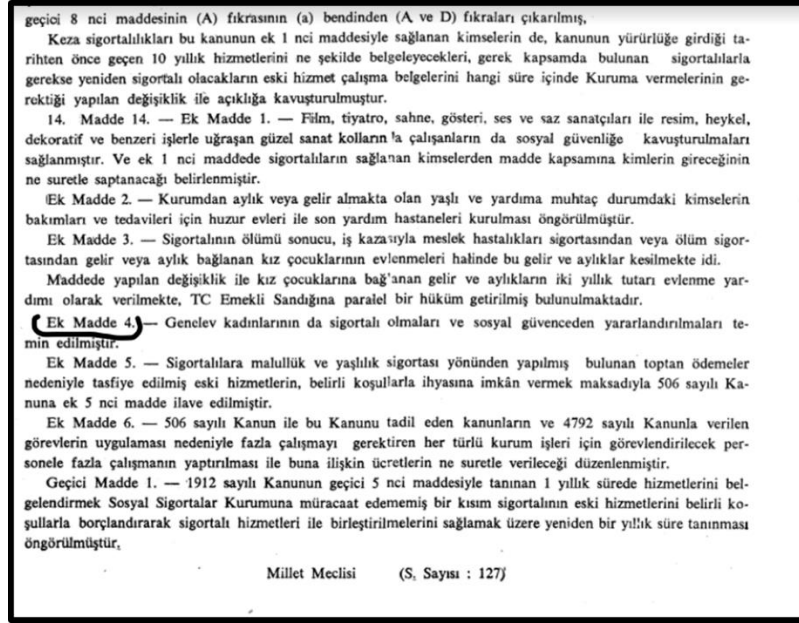 geçici 8 nci maddesinin (A) fıkrasının (a) bendinden (A ve D) fıkraları çıkarılmış,
Keza sigortalılıkları bu kanunun ek 1 nci maddesiyle sağlanan kimselerin de, kanunun yürürlüğe girdiği ta-
rihten önce geçen 10 yıllık hizmetlerini ne şekilde belgeleyecekleri, gerek kapsamda bulunan sigortalılarla
gerekse yeniden sigortalı olacakların eski hizmet çalışma belgelerini hangi süre içinde Kuruma vermelerinin ge-
rektiği yapılan değişiklik ile açıklığa kavuşturulmuştur.
14. Madde 14. — Ek Madde 1. — Film, tiyatro, sahne, gösteri, ses ve saz sanatçıları ile resim, heykel,
dekoratif ve benzeri işlerle uğraşan güzel sanat kolların'a çalışanların da sosyal güvenliğe kavuşturulmaları
sağlanmıştır. Ve ek 1 nci maddede sigortalıların sağlanan kimselerden madde kapsamına kimlerin gireceğinin
ne suretle saptanacağı belirlenmiştir.
Ek Madde 2. — Kurumdan aylık veya gelir almakta olan yaşlı ve yardıma muhtaç durumdaki kimselerin
bakımları ve tedavileri için huzur evleri ile son yardım hastaneleri kurulması öngörülmüştür.
Ek Madde 3. — Sigortalının ölümü sonucu, iş kazasıyla meslek hastalıkları sigortasından veya ölüm sigor-
tasından gelir veya aylık bağlanan kız çocuklarının evlenmeleri halinde bu gelir ve aylıklar kesilmekte idi.
Maddede yapılan değişiklik ile kız çocuklarına bağ'anan gelir ve aylıkların iki yıllık tutarı evlenme yar-
dımı olarak verilmekte, TC Emekli Sandığına paralel bir hüküm getirilmiş bulunulmaktadır.
Ek Madde 4. — Genelev kadınlarının da sigortalı olmaları ve sosyal güvenceden yararlandırılmaları te-
min edilmiştir.
Ek Madde 5. — Sigortalılara malullük ve yaşlılık sigortası yönünden yapılmış bulunan toptan ödemeler
nedeniyle tasfiye edilmiş eski hizmetlerin, belirli koşullarla ihyasına imkân vermek maksadıyla 506 sayılı Ka-
nuna ek 5 nci madde ilave edilmiştir.
Ek Madde 6. — 506 sayılı Kanun ile bu Kanunu tadil eden kanunların ve 4792 sayılı Kanunla verilen
görevlerin uygulaması nedeniyle fazla çalışmayı gerektiren her türlü kurum işleri için görevlendirilecek per-
sonele fazla çalışmanın yaptırılması ile buna ilişkin ücretlerin ne suretle verileceği düzenlenmiştir.
Geçici Madde 1. — 1912 sayılı Kanunun geçici 5 nci maddesiyle tanınan 1 yıllık sürede hizmetlerini bel-
gelendirmek Sosyal Sigortalar Kurumuna müracaat edememiş bir kısım sigortalının eski hizmetlerini belirli ko-
şullarla borçlandırarak sigortalı hizmetleri ile birleştirilmelerini sağlamak üzere yeniden bir yıllık süre tanınması
öngörülmüştür.
Millet Meclisi (S. Sayısı : 127)